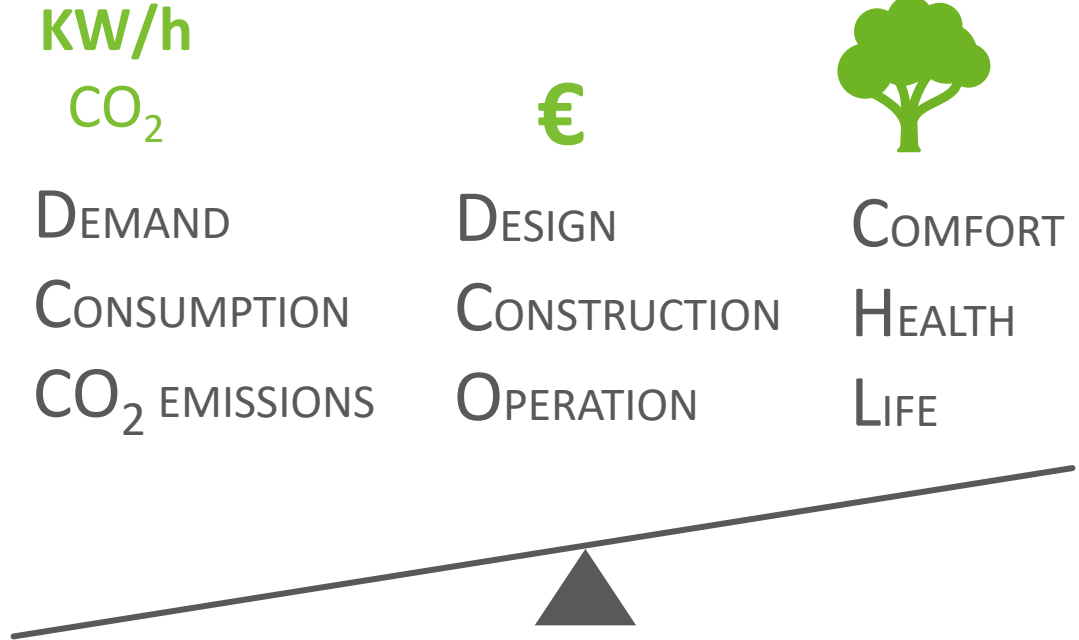 KW/h
CO₂
DEMAND
CONSUMPTION
CO₂ EMISSIONS
€
DESIGN
CONSTRUCTION
OPERATION
COMFORT
HEALTH
LIFE